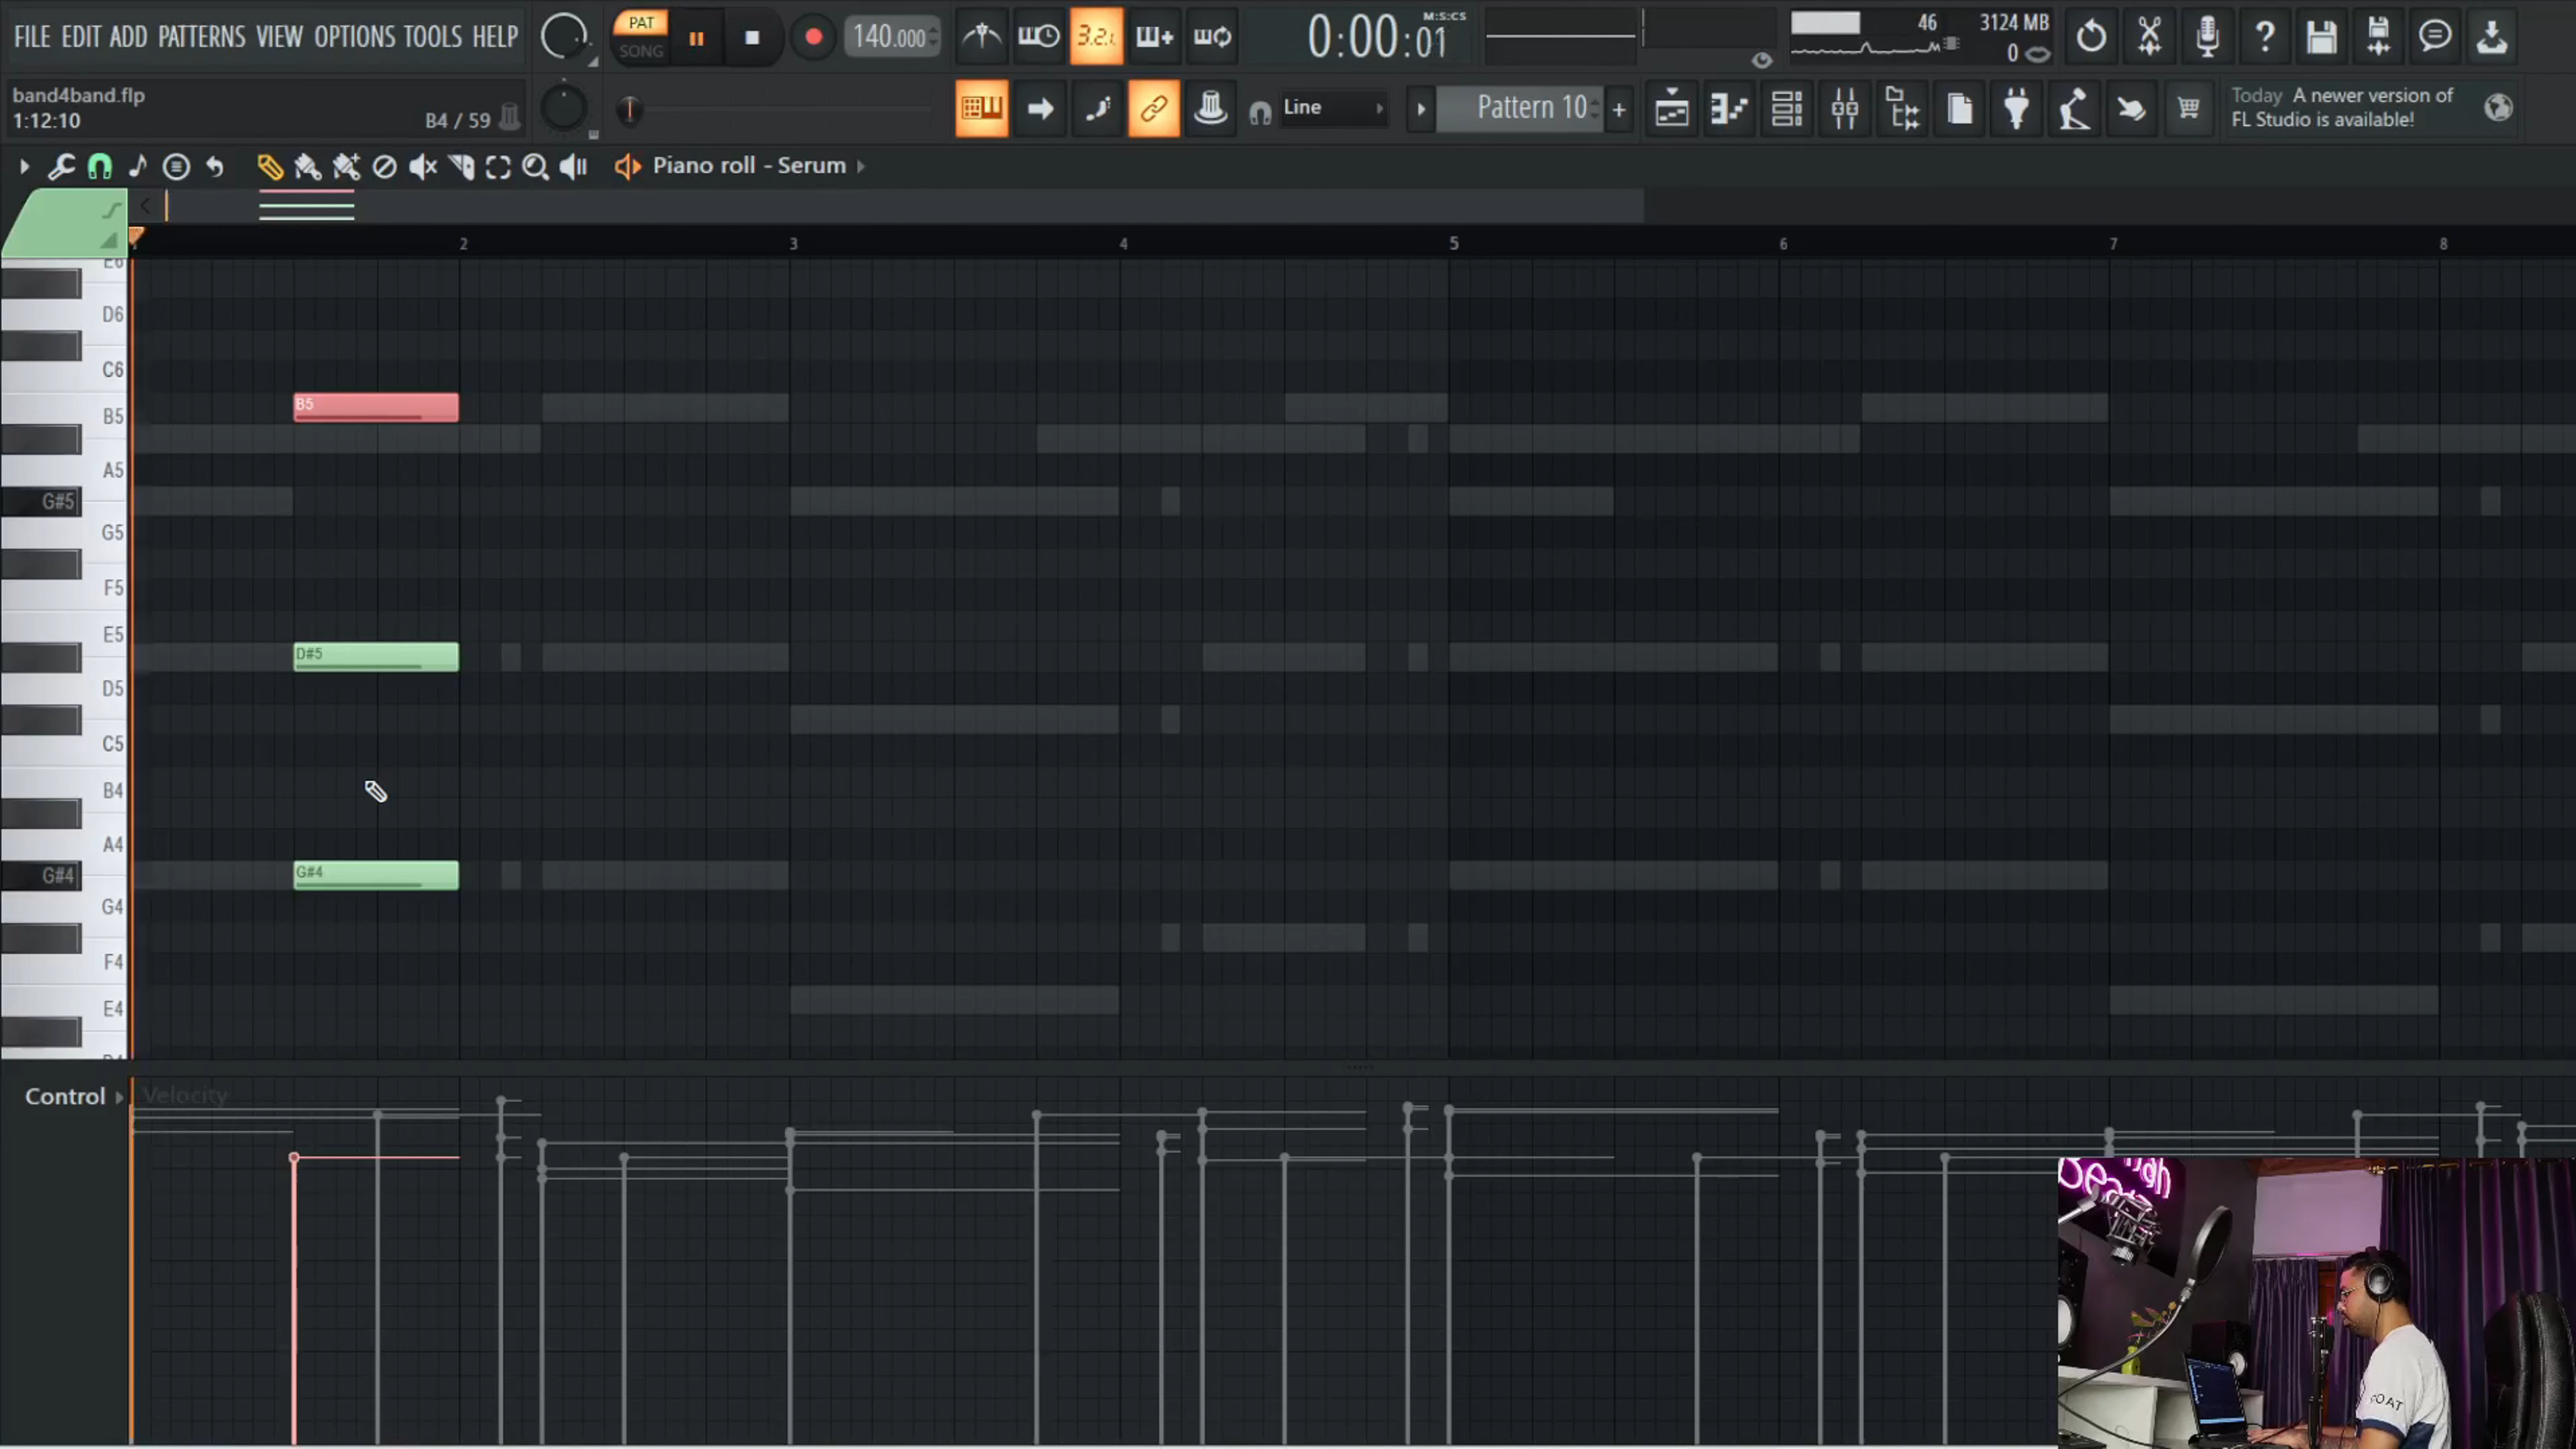 FILE EDIT ADD PATTERNS VIEW OPTIONS TOOLS HELP
PAT
SONG
140.000
3.2.
0:00:01
M:S:CS
46
3124 MB
0
band4band.flp
1:12:10
B4 / 59
Line
Pattern 10
+
Today A newer version of
FL Studio is available!
Piano roll - Serum
2
3
4
5
6
7
8
E6
D6
C6
B5
B5
A5
G#5
G5
F5
E5
D#5
D5
C5
B4
A4
G#4
G#4
G4
F4
E4
Control
Velocity